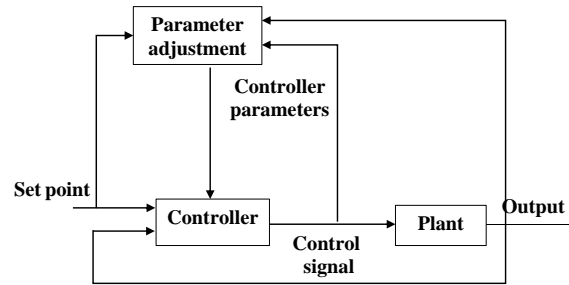 Parameter
adjustment
Controller
parameters
Set point
Controller
Control
signal
Plant
Output